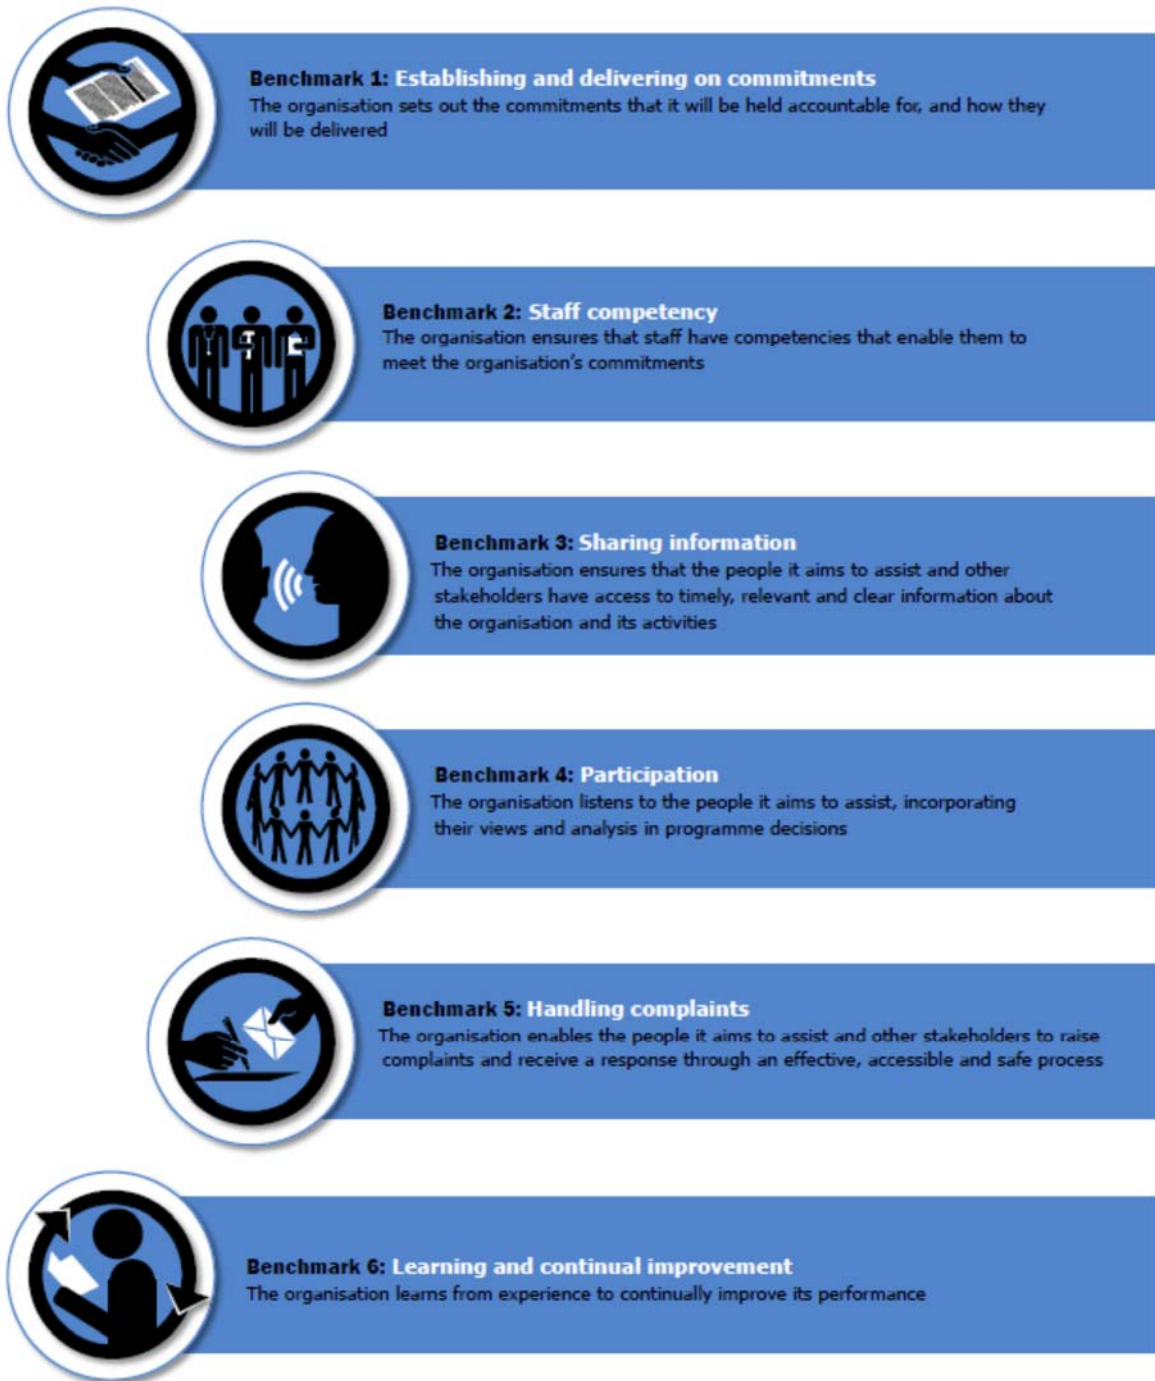 Benchmark 1: Establishing and delivering on commitments
The organisation sets out the commitments that it will be held accountable for, and how they
will be delivered
Benchmark 2: Staff competency
The organisation ensures that staff have competencies that enable them to
meet the organisation's commitments
Benchmark 3: Sharing information
The organisation ensures that the people it aims to assist and other
stakeholders have access to timely, relevant and clear information about
the organisation and its activities
Benchmark 4: Participation
The organisation listens to the people it aims to assist, incorporating
their views and analysis in programme decisions
Benchmark 5: Handling complaints
The organisation enables the people it aims to assist and other stakeholders to raise
complaints and receive a response through an effective, accessible and safe process
Benchmark 6: Learning and continual improvement
The organisation learns from experience to continually improve its performance